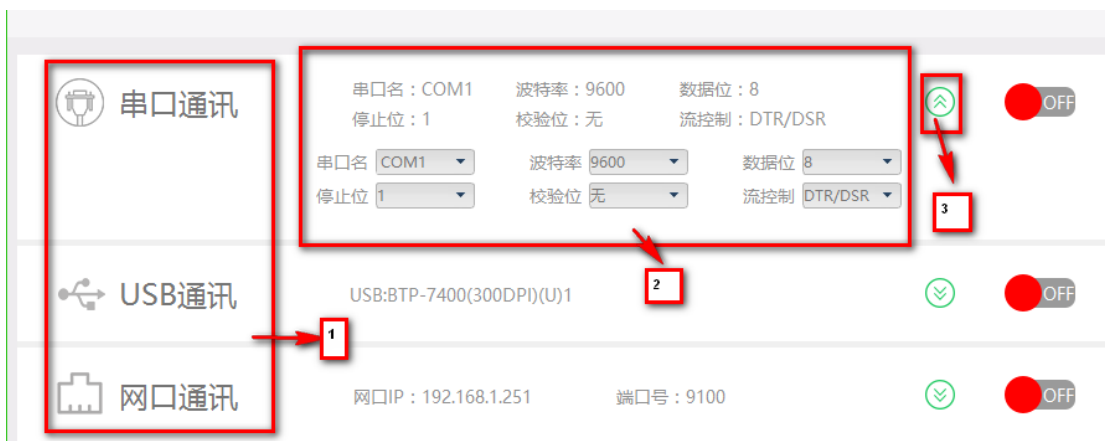 串口通讯
串口名：COM1 波特率：9600 数据位：8
停止位：1 校验位：无 流控制：DTR/DSR
OFF
串口名 COM1 波特率 9600 数据位 8
停止位 1 校验位 无 流控制 DTR/DSR
3
USB通讯 USB:BTP-7400(300DPI)(U)1 2 OFF
1
网口通讯 网口IP：192.168.1.251 端口号：9100 OFF